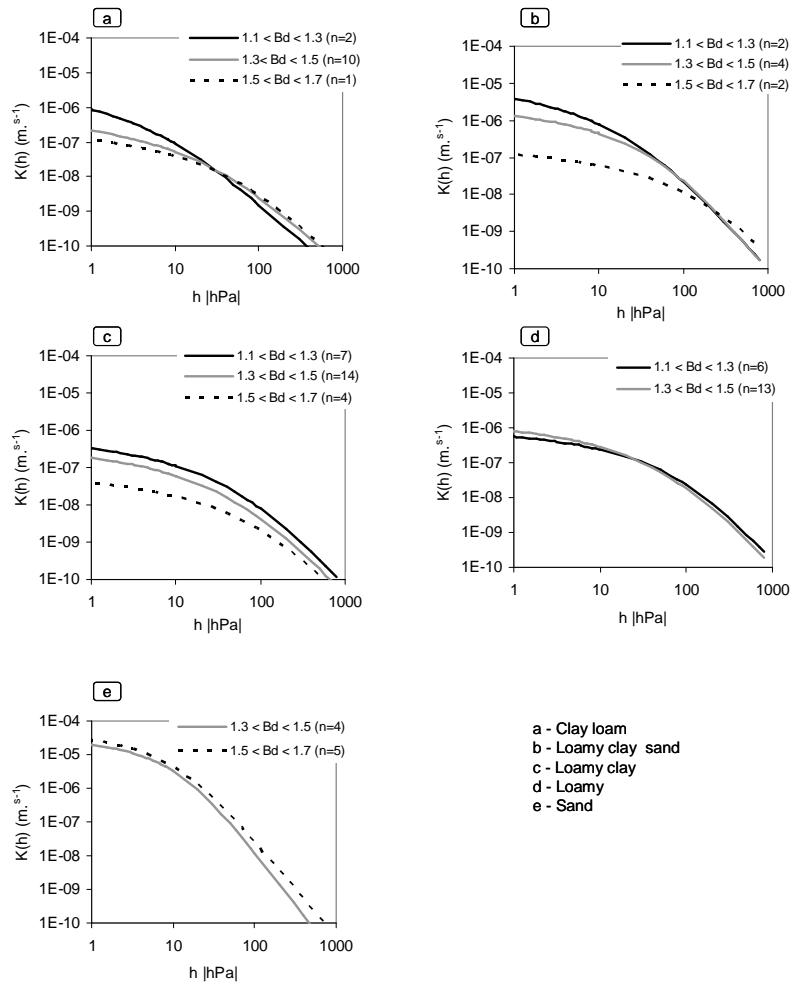 a
1.1 < Bd < 1.3 (n=2)
1.3< Bd < 1.5 (n=10)
1.5 < Bd < 1.7 (n=1)
1E-04
1E-05
1E-06
1E-07
1E-08
1E-09
1E-10
K(h) (m.s-1)
1
10
100
1000
h |hPa|
b
1.1 < Bd < 1.3 (n=2)
1.3 < Bd < 1.5 (n=4)
1.5 < Bd < 1.7 (n=2)
1E-04
1E-05
1E-06
1E-07
1E-08
1E-09
1E-10
K(h) (m.s-1)
1
10
100
1000
h |hPa|
c
1.1 < Bd < 1.3 (n=7)
1.3 < Bd < 1.5 (n=14)
1.5 < Bd < 1.7 (n=4)
1E-04
1E-05
1E-06
1E-07
1E-08
1E-09
1E-10
K(h) (m.s-1)
1
10
100
1000
h |hPa|
d
1.1 < Bd < 1.3 (n=6)
1.3 < Bd < 1.5 (n=13)
1E-04
1E-05
1E-06
1E-07
1E-08
1E-09
1E-10
K(h) (m.s-1)
1
10
100
1000
h |hPa|
e
1.3 < Bd < 1.5 (n=4)
1.5 < Bd < 1.7 (n=5)
1E-04
1E-05
1E-06
1E-07
1E-08
1E-09
1E-10
K(h) (m.s-1)
1
10
100
1000
h |hPa|
a - Clay loam
b - Loamy clay sand
c - Loamy clay
d - Loamy
e - Sand